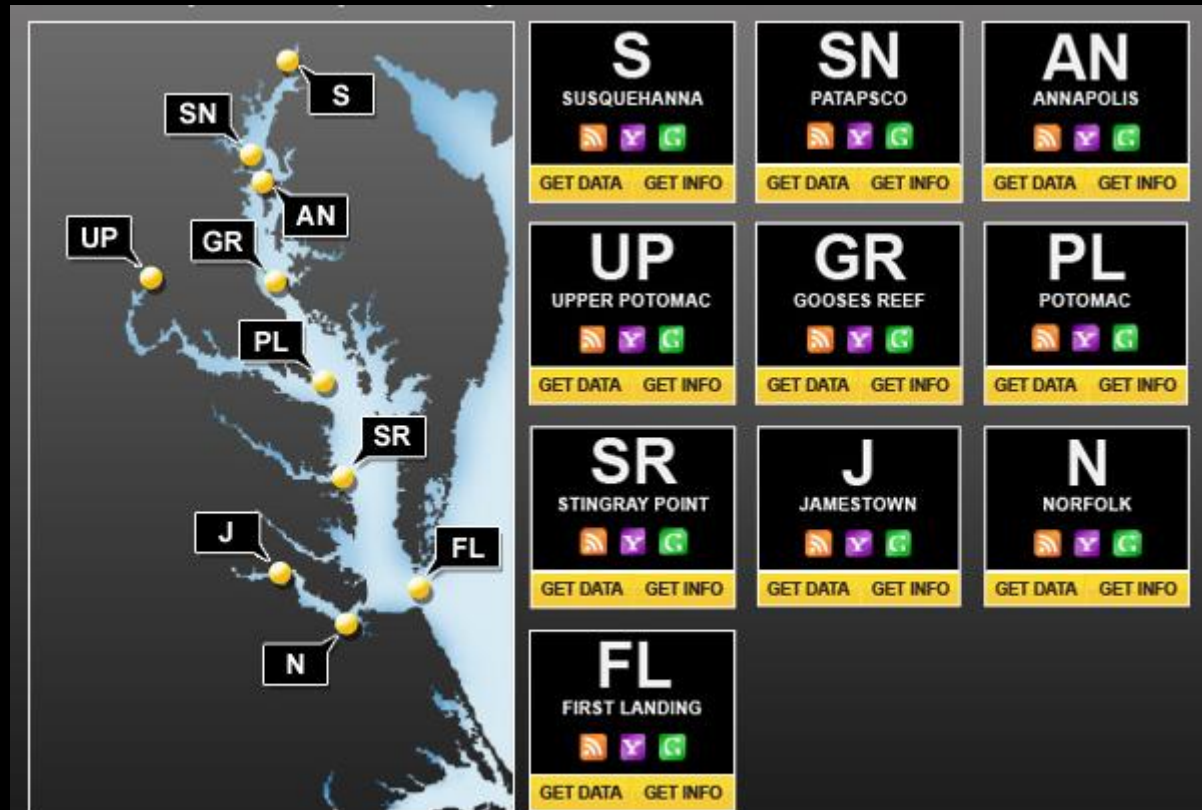 S
SN
AN
UP
GR
PL
SR
J
FL
N
S
SUSQUEHANNA
Y G
GET DATA GET INFO
SN
PATAPSCO
Y G
GET DATA GET INFO
AN
ANNAPOLIS
Y G
GET DATA GET INFO
UP
UPPER POTOMAC
Y G
GET DATA GET INFO
GR
GOOSES REEF
Y G
GET DATA GET INFO
PL
POTOMAC
Y G
GET DATA GET INFO
SR
STINGRAY POINT
Y G
GET DATA GET INFO
J
JAMESTOWN
Y G
GET DATA GET INFO
N
NORFOLK
Y G
GET DATA GET INFO
FL
FIRST LANDING
Y G
GET DATA GET INFO